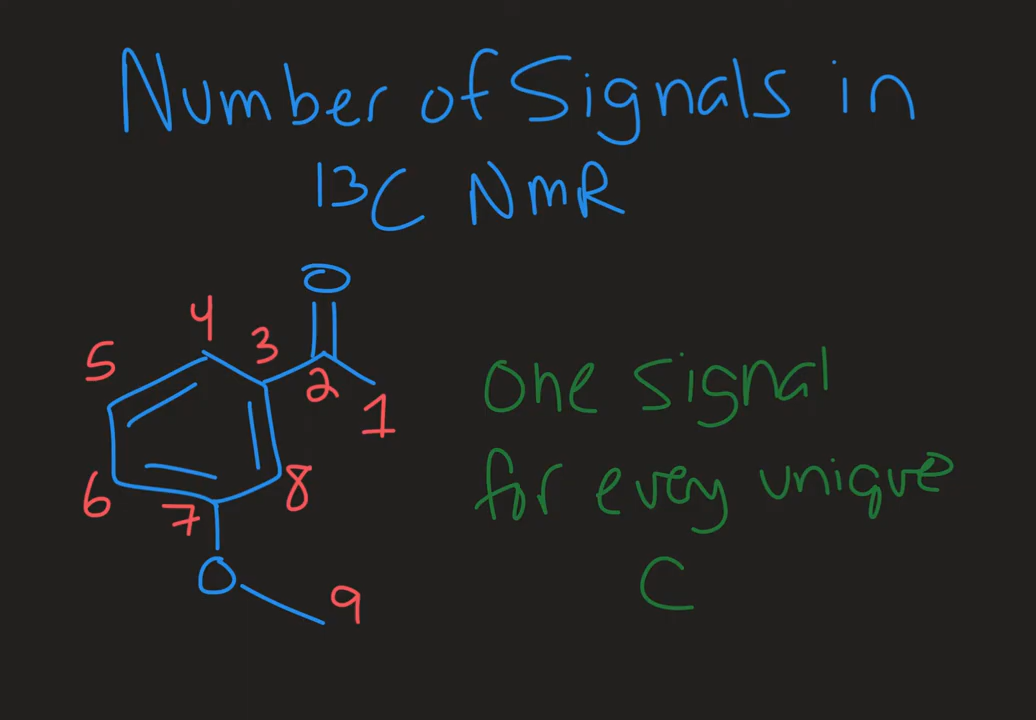 Number of Signals in
13C NmR
O
4
3
5
2
1
6
8
7
O
9
one signal
for every unique
C